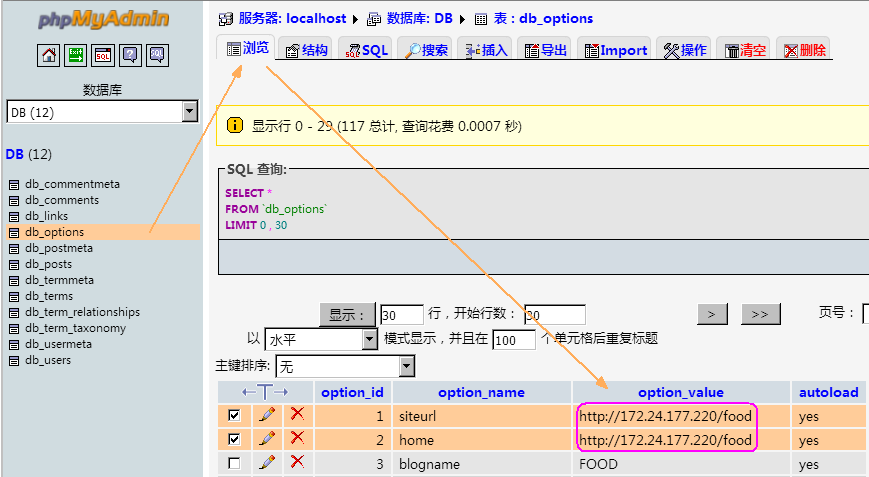 phpMyAdmin
SQL
SQL
数据库
DB (12)
DB (12)
db_commentmeta
db_comments
db_links
db_options
db_postmeta
db_posts
db_termmeta
db_terms
db_term_relationships
db_term_taxonomy
db_usermeta
db_users
服务器: localhost 数据库: DB 表 : db_options
浏览 结构 SQL 搜索 插入 导出 Import 操作 清空 删除
显示行 0 - 29 (117 总计, 查询花费 0.0007 秒)
SQL 查询:
SELECT *
FROM `db_options`
LIMIT 0 , 30
显示 : 30 行 , 开始行数 : 30 > >> 页号 :
以 水平 模式显示 , 并且在 100 个单元格后重复标题
主键排序: 无
←T→ option_id option_name option_value autoload
1 siteurl http://172.24.177.220/food yes
2 home http://172.24.177.220/food yes
3 blogname FOOD yes